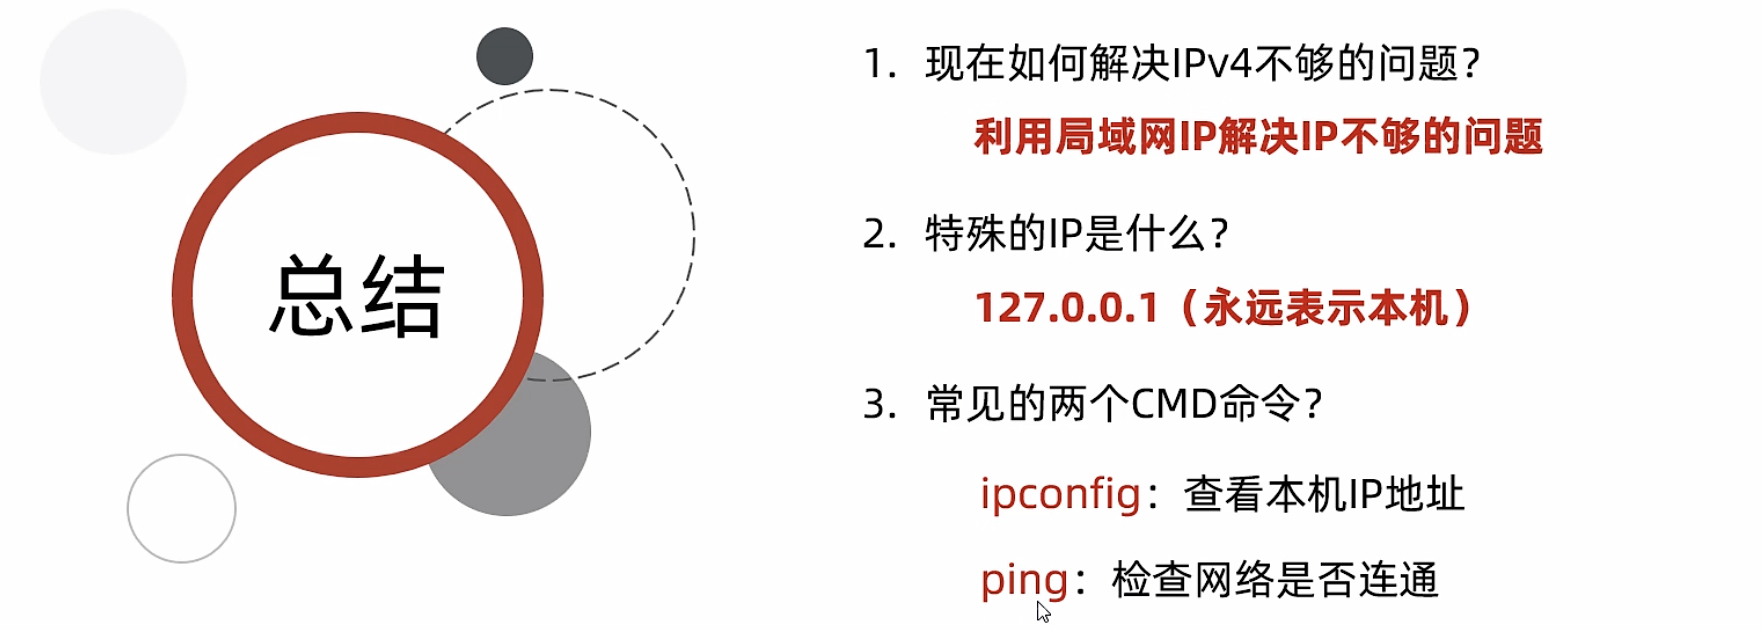 总结
1. 现在如何解决IPv4不够的问题？
利用局域网IP解决IP不够的问题
2. 特殊的IP是什么？
127.0.0.1（永远表示本机）
3. 常见的两个CMD命令？
ipconfig：查看本机IP地址
ping：检查网络是否连通